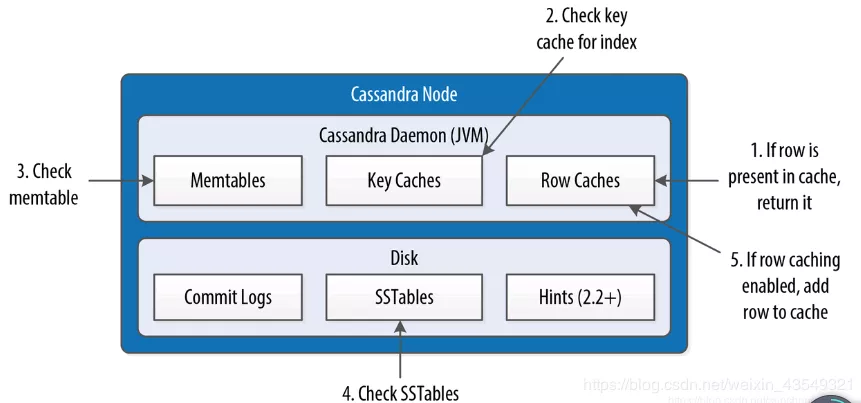 2. Check key
cache for index
Cassandra Node
Cassandra Daemon (JVM)
3. Check
memtable
Memtables
Key Caches
Row Caches
1. If row is
present in cache,
return it
Disk
Commit Logs
SSTables
Hints (2.2+)
5. If row caching
enabled, add
row to cache
4. Check SSTables
https://blog.csdn.net/weixin_43549321